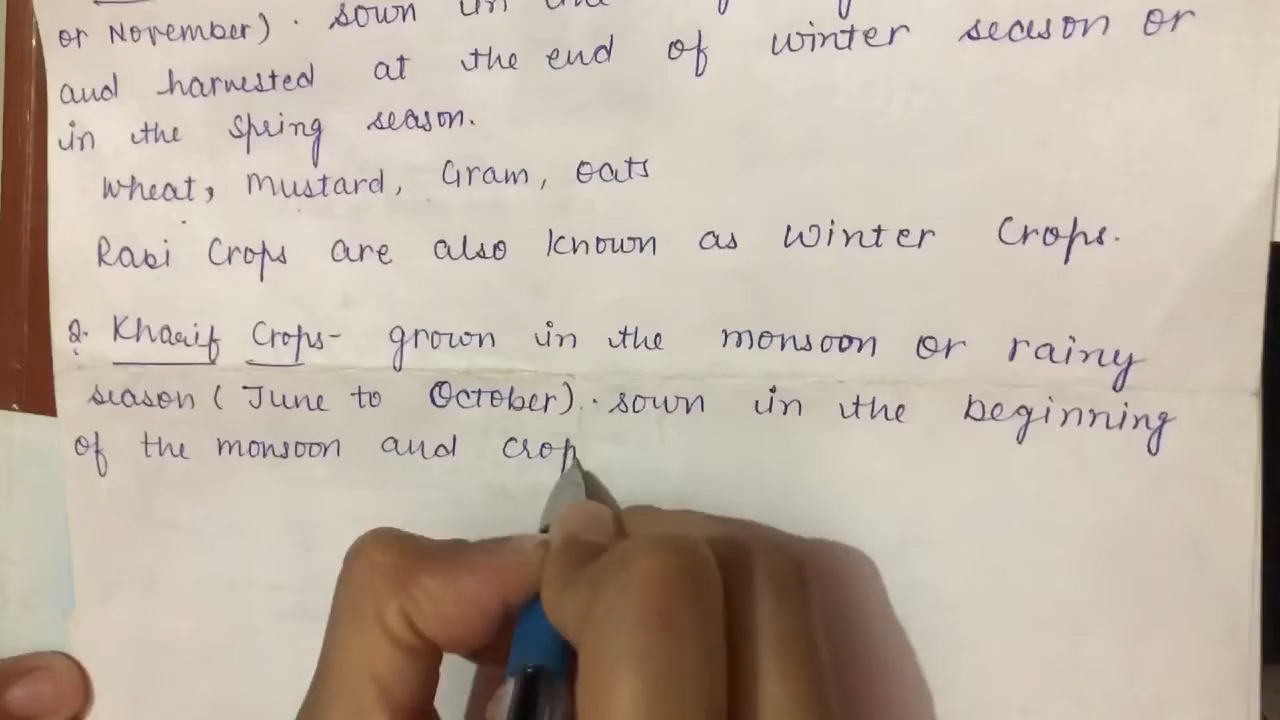 or November). sown in
and harvested at the end of winter season or
in the spring season.
Wheat, Mustard, Gram, Oats
Rabi Crops are also known as Winter Crops.
2. Kharif Crops- grown in the monsoon or rainy
season (June to October). sown in the beginning
of the monsoon and crop